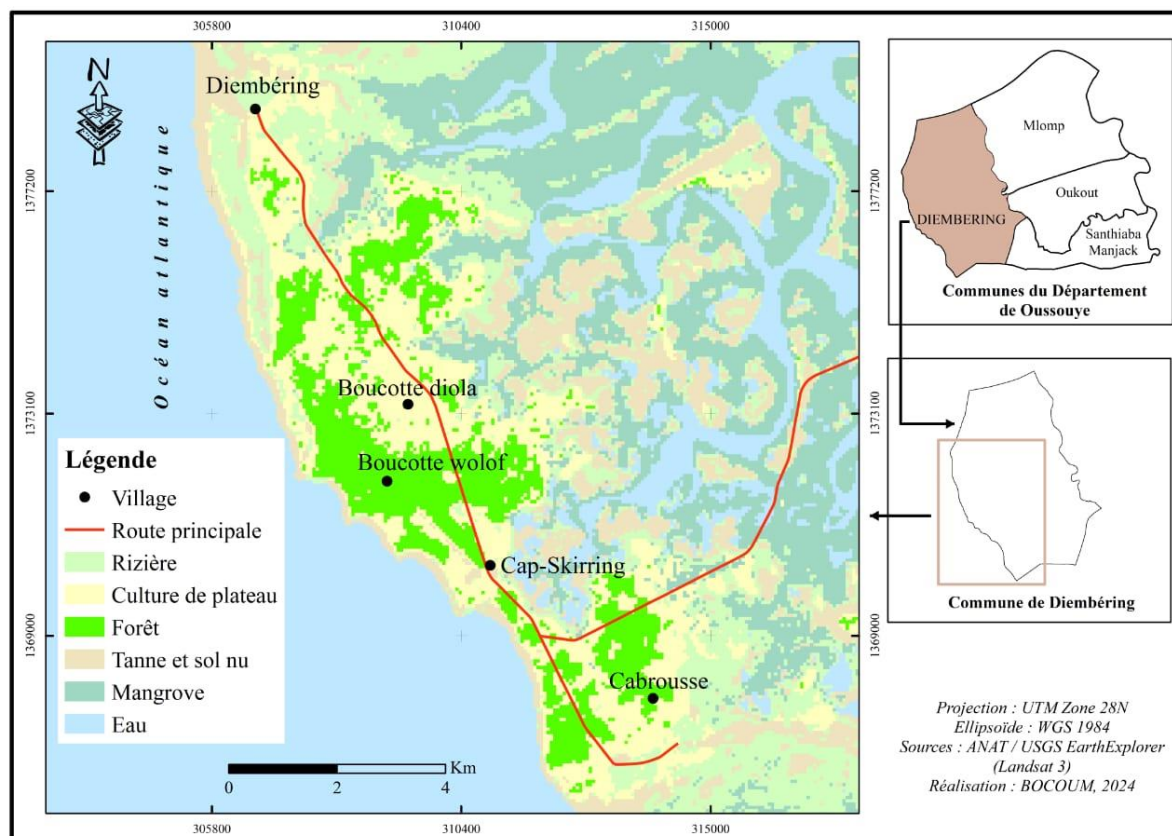 305800
310400
315000
N
Diembéring
Océan atlantique
1377200
1377200
Boucotte diola
1373100
1373100
Boucotte wolof
Cap-Skirring
1369000
1369000
Cabrousse
Légende
Village
Route principale
Rizière
Culture de plateau
Forêt
Tanne et sol nu
Mangrove
Eau
Km
0
2
4
305800
310400
315000
Mlomp
Oukout
DIEMBERING
Santhiaba
Manjack
Communes du Département
de Oussouye
Commune de Diembéring
Projection : UTM Zone 28N
Ellipsoïde : WGS 1984
Sources : ANAT / USGS EarthExplorer
(Landsat 3)
Réalisation : BOCOUM, 2024